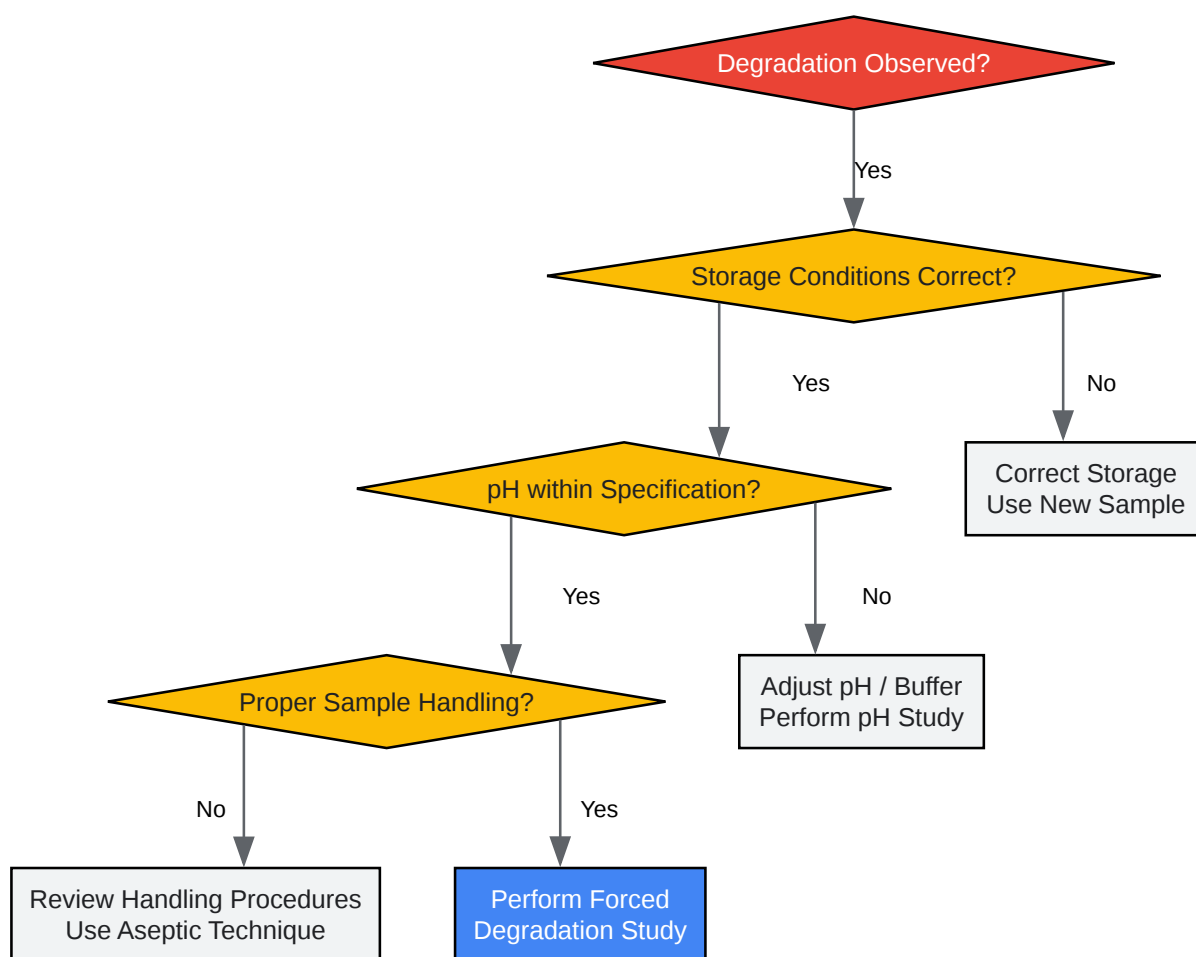 Degradation Observed?
Yes
Storage Conditions Correct?
Yes
No
Correct Storage
Use New Sample
pH within Specification?
Yes
No
Adjust pH / Buffer
Perform pH Study
Proper Sample Handling?
No
Yes
Review Handling Procedures
Use Aseptic Technique
Perform Forced
Degradation Study